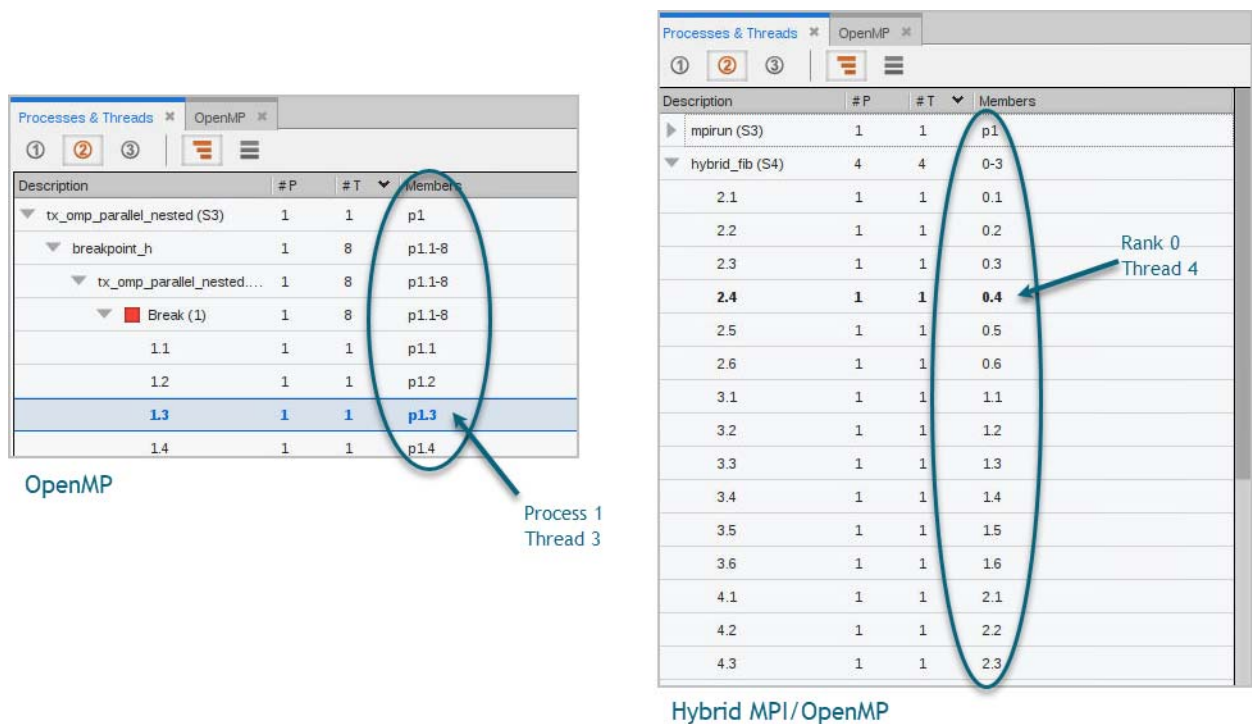 Processes & Threads OpenMP
1 2 3
Description #P #T Members
tx_omp_parallel_nested (S3) 1 1 p1
breakpoint_h 1 8 p1.1-8
tx_omp_parallel_nested.... 1 8 p1.1-8
Break (1) 1 8 p1.1-8
1.1 1 1 p1.1
1.2 1 1 p1.2
1.3 1 1 p1.3
1.4 1 1 p1.4
OpenMP
Process 1
Thread 3
Processes & Threads OpenMP
1 2 3
Description #P #T Members
mpirun (S3) 1 1 p1
hybrid_fib (S4) 4 4 0-3
2.1 1 1 0.1
2.2 1 1 0.2
2.3 1 1 0.3
2.4 1 1 0.4
2.5 1 1 0.5
2.6 1 1 0.6
3.1 1 1 1.1
3.2 1 1 1.2
3.3 1 1 1.3
3.4 1 1 1.4
3.5 1 1 1.5
3.6 1 1 1.6
4.1 1 1 2.1
4.2 1 1 2.2
4.3 1 1 2.3
Rank 0
Thread 4
Hybrid MPI/OpenMP